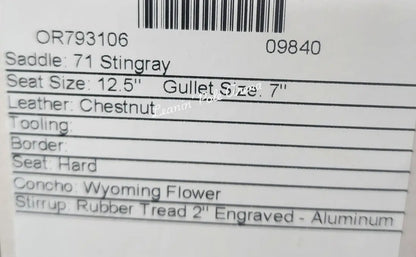 OR793106 09840
Saddle: 71 Stingray
Seat Size: 12.5" Gullet Size: 7"
Leather: Chestnut
Tooling:
Border:
Seat: Hard
Concho: Wyoming Flower
Stirrup: Rubber Tread 2" Engraved - Aluminum